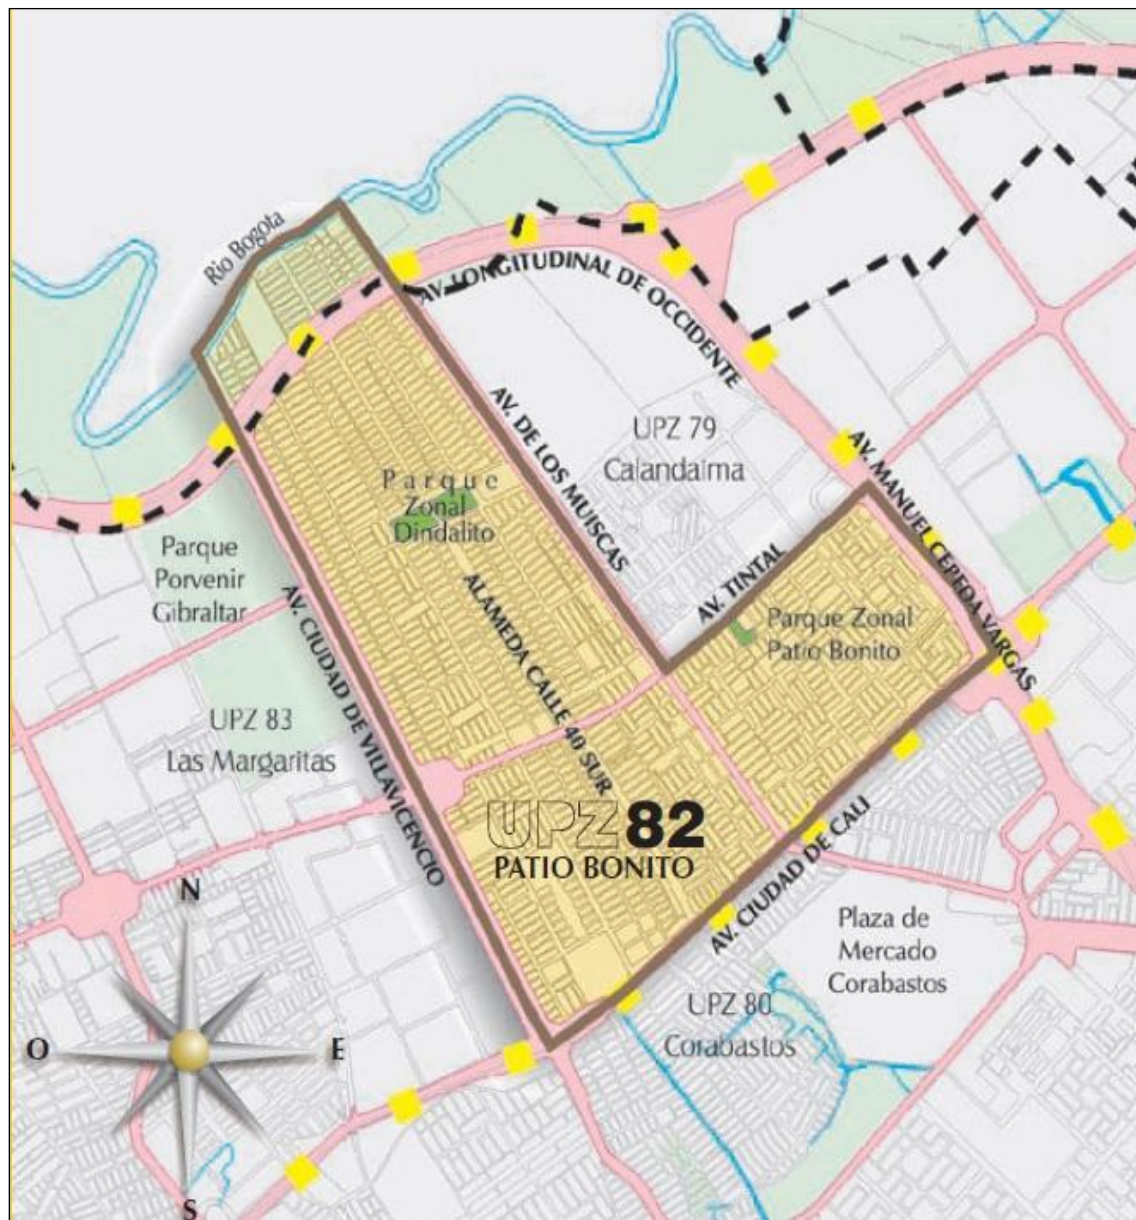 Rio Bogota
AV. LONGITUDINAL DE OCCIDENTE
AV. DE LOS MUISCAS
UPZ 79
Calandaima
AV. MANUEL CEPEDA VARGAS
Parque
Zonal
Dindalito
Parque
Porvenir
Gibraltar
AV. TINTAL
Parque Zonal
Patio Bonito
ALAMEDA CALLE 40 SUR
AV. CIUDAD DE VILLAVICENCIO
UPZ 83
Las Margaritas
UPZ 82
PATIO BONITO
AV. CIUDAD DE CALI
Plaza de
Mercado
Corabastos
UPZ 80
Corabastos
N
O
E
S